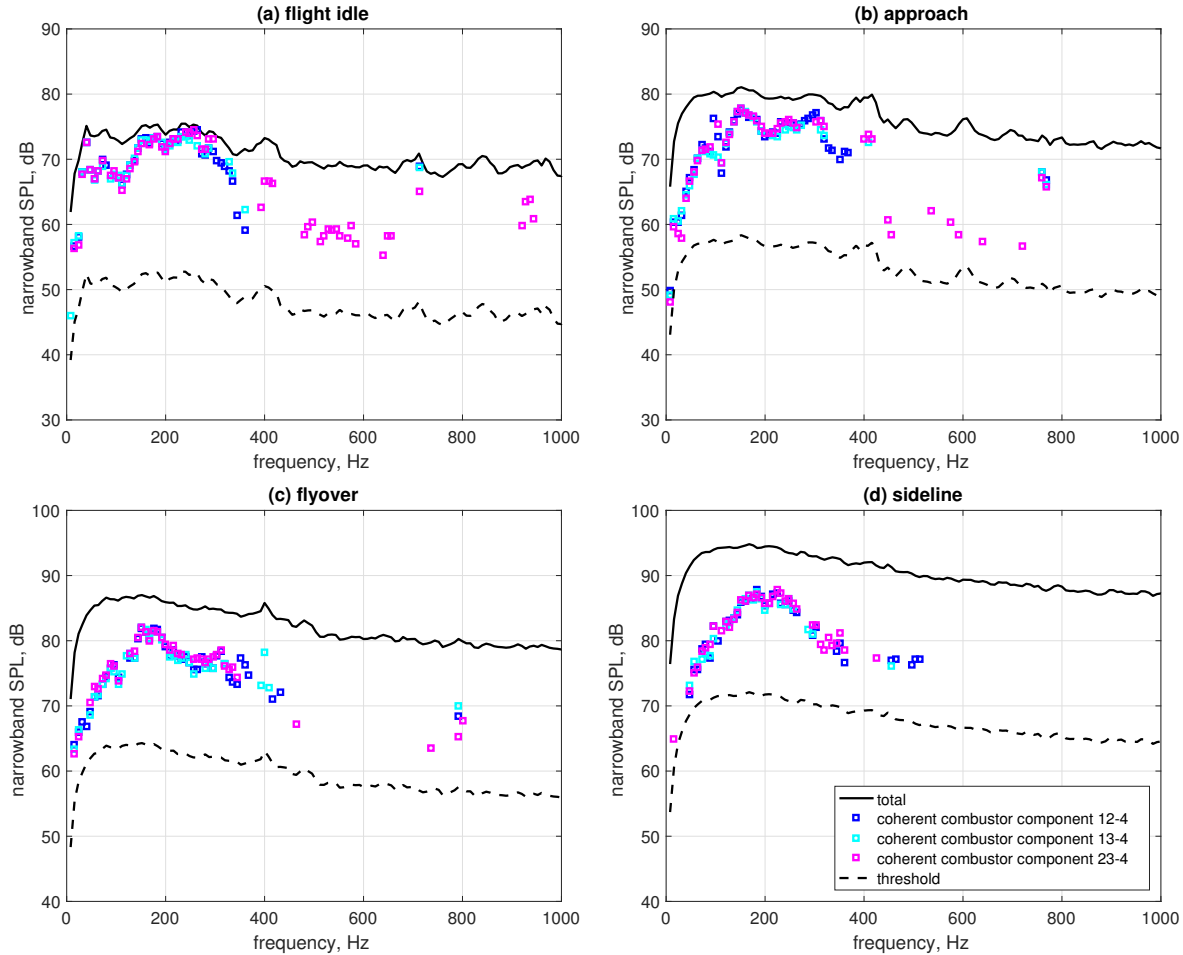 (a) flight idle
90
80
70
60
50
40
30
0 200 400 600 800 1000
frequency, Hz
narrowband SPL, dB
(b) approach
90
80
70
60
50
40
30
0 200 400 600 800 1000
frequency, Hz
narrowband SPL, dB
(c) flyover
100
90
80
70
60
50
40
0 200 400 600 800 1000
frequency, Hz
narrowband SPL, dB
(d) sideline
100
90
80
70
60
50
40
0 200 400 600 800 1000
frequency, Hz
narrowband SPL, dB
total
coherent combustor component 12-4
coherent combustor component 13-4
coherent combustor component 23-4
threshold